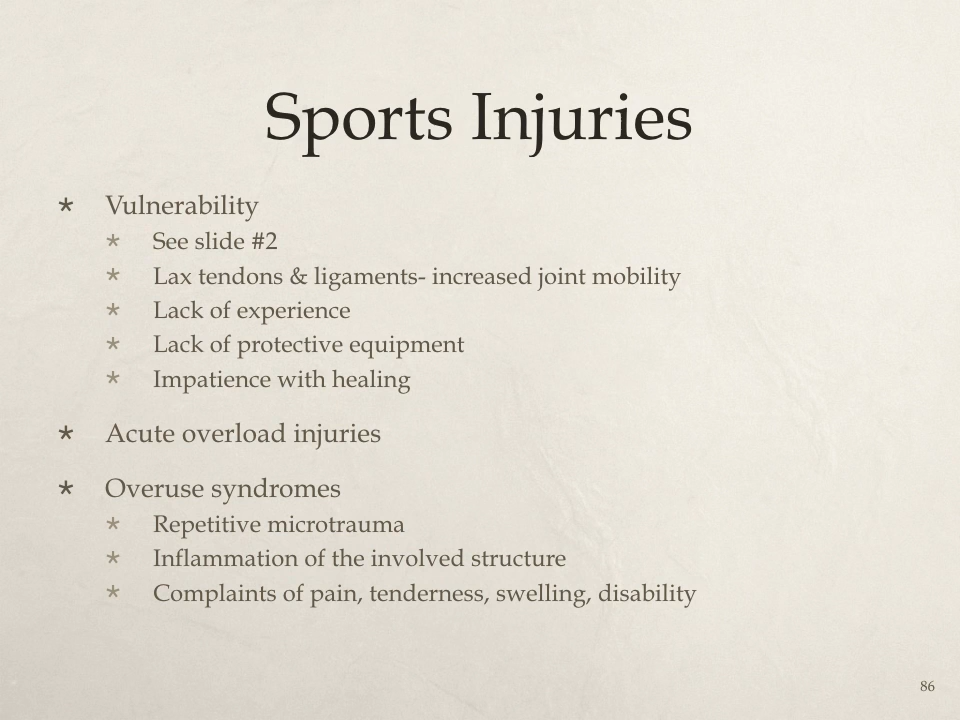 Sports Injuries
* Vulnerability
* See slide #2
* Lax tendons & ligaments- increased joint mobility
* Lack of experience
* Lack of protective equipment
* Impatience with healing
* Acute overload injuries
* Overuse syndromes
* Repetitive microtrauma
* Inflammation of the involved structure
* Complaints of pain, tenderness, swelling, disability
86